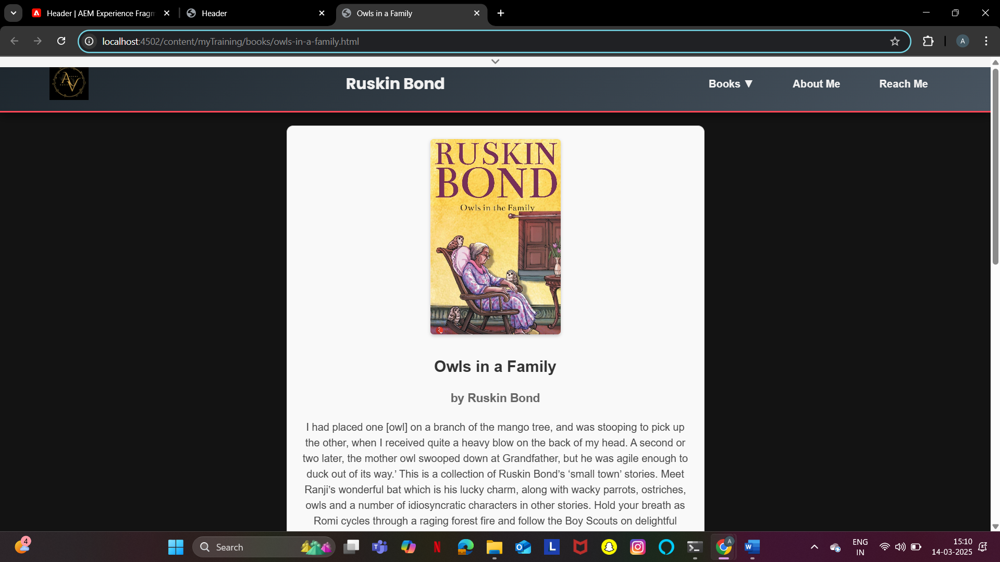 Header | AEM Experience Fragm
Header
Owls in a Family
localhost:4502/content/myTraining/books/owls-in-a-family.html
A
AV
Ruskin Bond
Books ▼
About Me
Reach Me
RUSKIN
BOND
Owls in the Family
Owls in a Family
by Ruskin Bond
I had placed one [owl] on a branch of the mango tree, and was stooping to pick up
the other, when I received quite a heavy blow on the back of my head. A second or
two later, the mother owl swooped down at Grandfather, but he was agile enough to
duck out of its way.’ This is a collection of Ruskin Bond’s ‘small town’ stories. Meet
Ranji’s wonderful bat which is his lucky charm, along with wacky parrots, ostriches,
owls and a number of idiosyncratic characters in other stories. Hold your breath as
Romi cycles through a raging forest fire and follow the Boy Scouts on delightful
4
Search
ENG
IN
15:10
14-03-2025